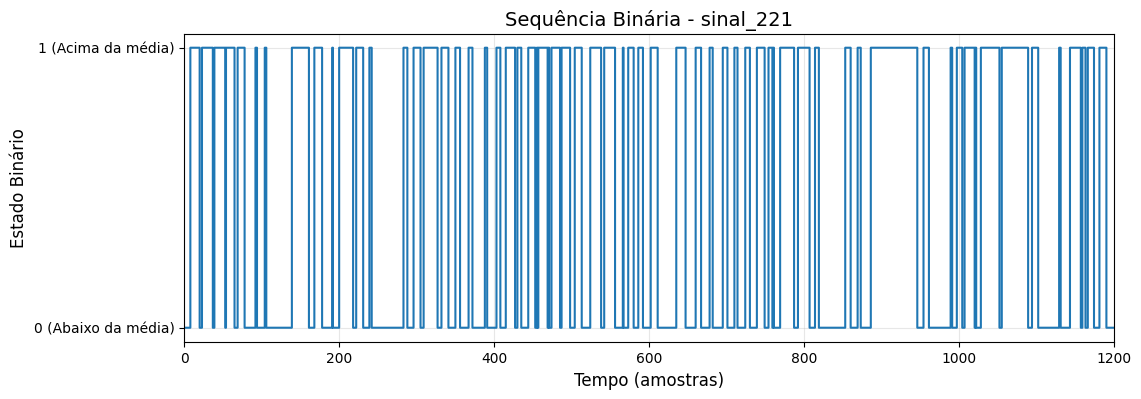 Sequência Binária - sinal_221
1 (Acima da média)
Estado Binário
0 (Abaixo da média)
0 200 400 600 800 1000 1200
Tempo (amostras)